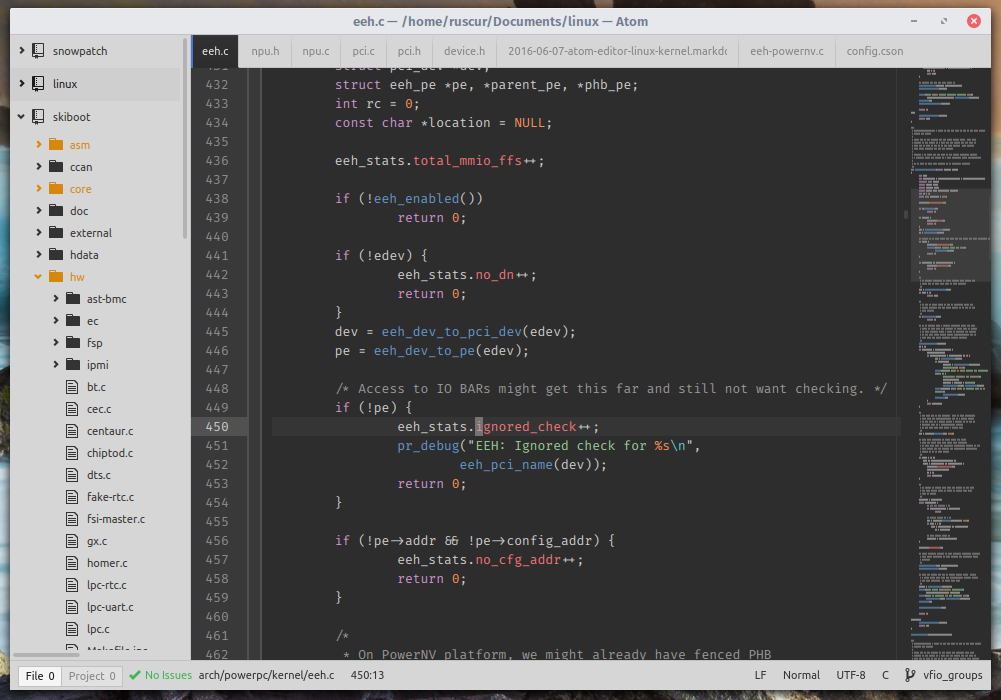 eeh.c — /home/ruscur/Documents/linux — Atom
snowpatch
linux
skiboot
asm
ccan
core
doc
external
hdata
hw
ast-bmc
ec
fsp
ipmi
bt.c
cec.c
centaur.c
chiptod.c
dts.c
fake-rtc.c
fsi-master.c
gx.c
homer.c
lpc-rtc.c
lpc-uart.c
lpc.c
Makefile.inc
eeh.c npu.h npu.c pci.c pci.h device.h 2016-06-07-atom-editor-linux-kernel.markdc eeh-powernv.c config.cson
431 struct pci_dev *dev;
432 struct eeh_pe *pe, *parent_pe, *phb_pe;
433 int rc = 0;
434 const char *location = NULL;
435
436 eeh_stats.total_mmio_ffs++;
437
438 if (!eeh_enabled())
439 return 0;
440
441 if (!edev) {
442 eeh_stats.no_dn++;
443 return 0;
444 }
445 dev = eeh_dev_to_pci_dev(edev);
446 pe = eeh_dev_to_pe(edev);
447
448 /* Access to IO BARs might get this far and still not want checking. */
449 if (!pe) {
450 eeh_stats.ignored_check++;
451 pr_debug("EEH: Ignored check for %s\n",
452 eeh_pci_name(dev));
453 return 0;
454 }
455
456 if (!pe->addr && !pe->config_addr) {
457 eeh_stats.no_cfg_addr++;
458 return 0;
459 }
460
461 /*
462 * On PowerNV platform, we might already have fenced PHB
File 0 Project 0 No Issues arch/powerpc/kernel/eeh.c 450:13 LF Normal UTF-8 C vfio_groups